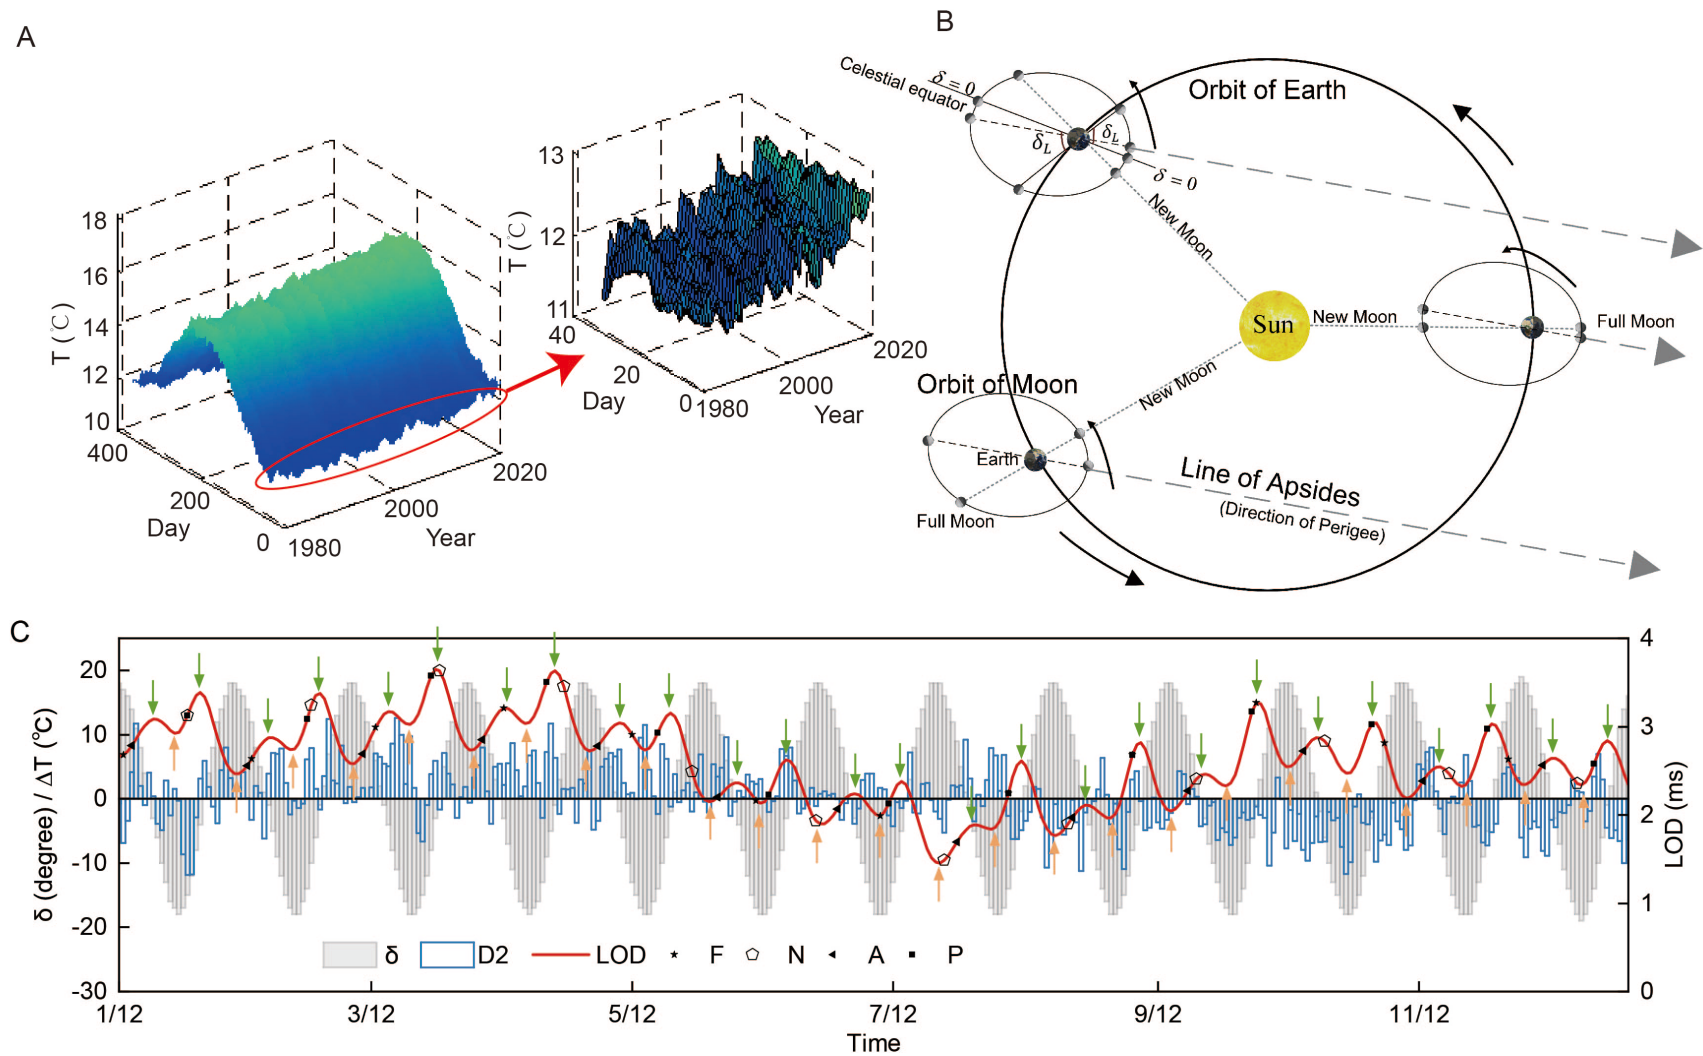 A
18
16
14
12
10
T (℃)
400
200
0
Day
1980
2000
2020
Year
13
12
11
T (℃)
40
20
0
Day
1980
2000
2020
Year
B
Celestial equator
δ = 0
δL
δL
δ = 0
New Moon
Orbit of Earth
Sun
New Moon
Full Moon
New Moon
Orbit of Moon
Earth
Full Moon
Line of Apsides
(Direction of Perigee)
C
20
10
0
-10
-20
-30
δ (degree) / ΔT (℃)
4
3
2
1
0
LOD (ms)
δ D2 LOD F N A P
1/12 3/12 5/12 7/12 9/12 11/12
Time